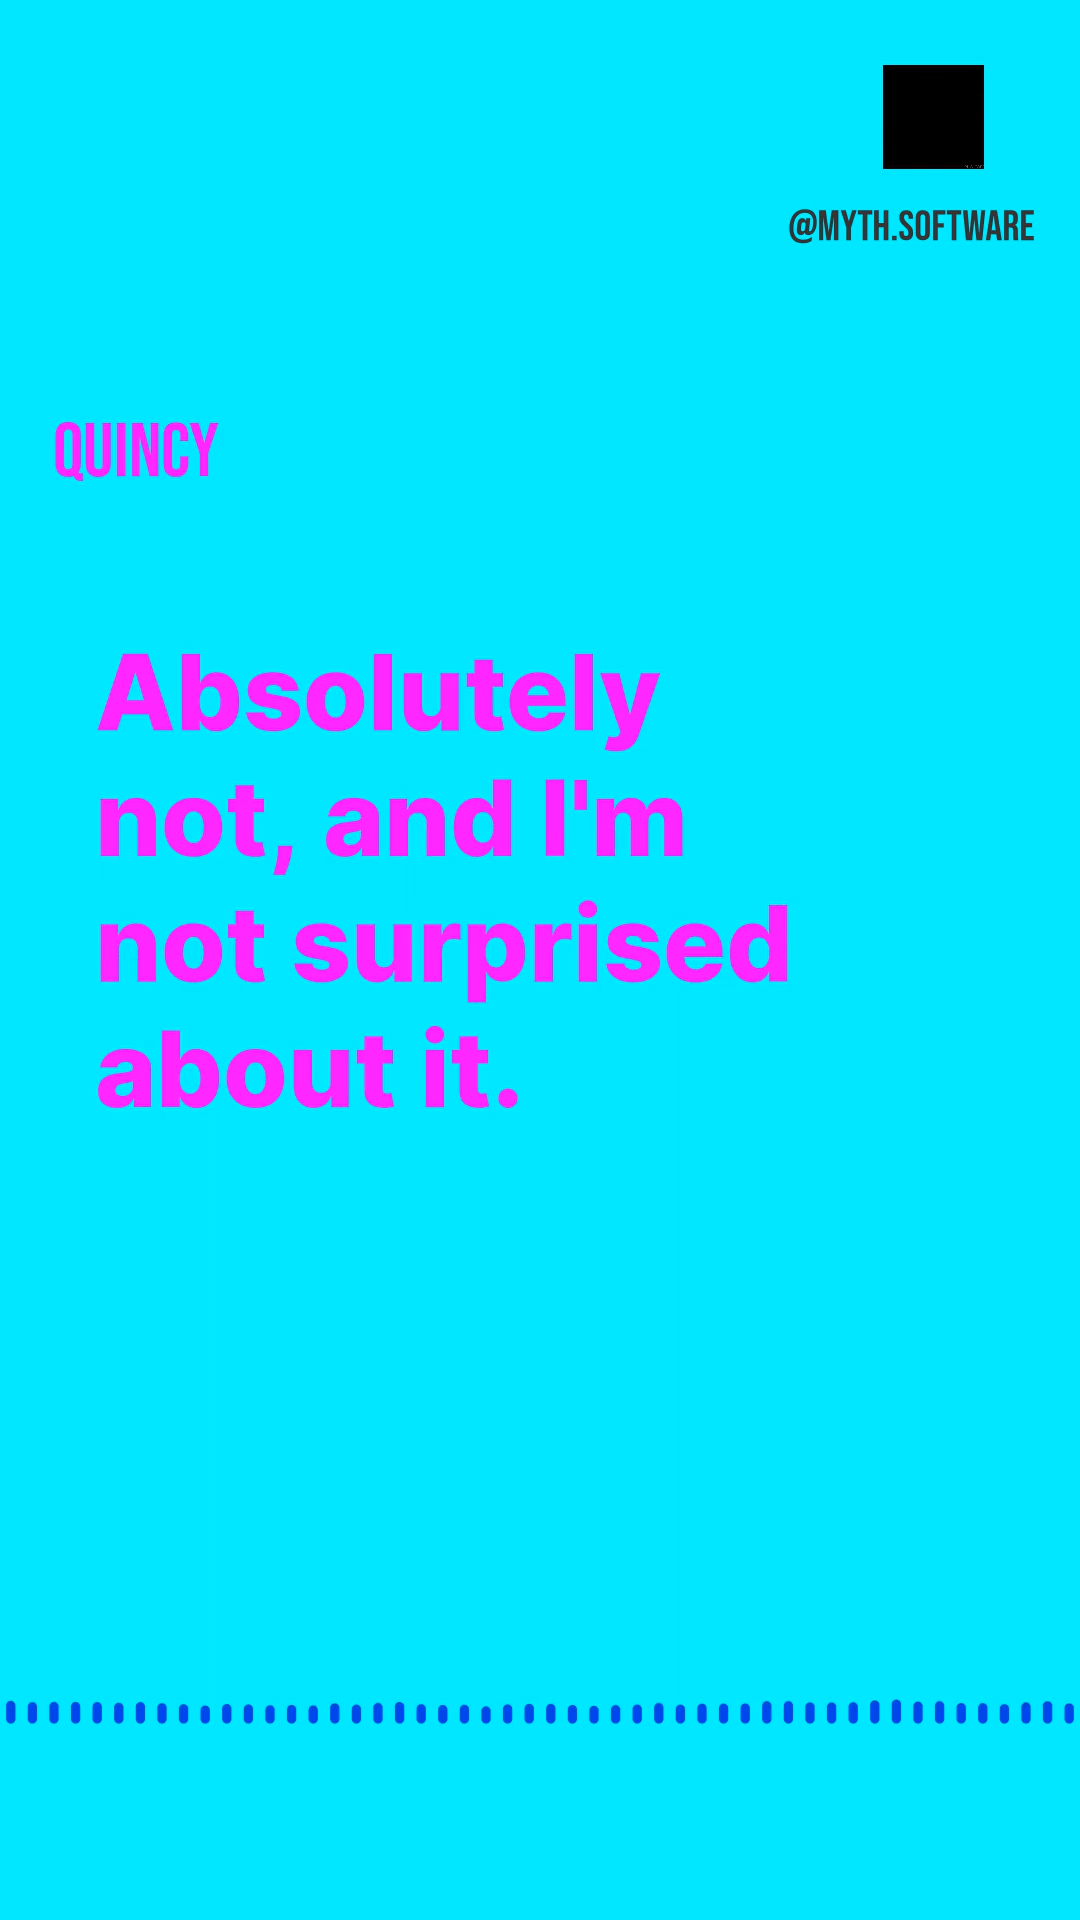 @MYTH.SOFTWARE
QUINCY
Absolutely
not, and I'm
not surprised
about it.